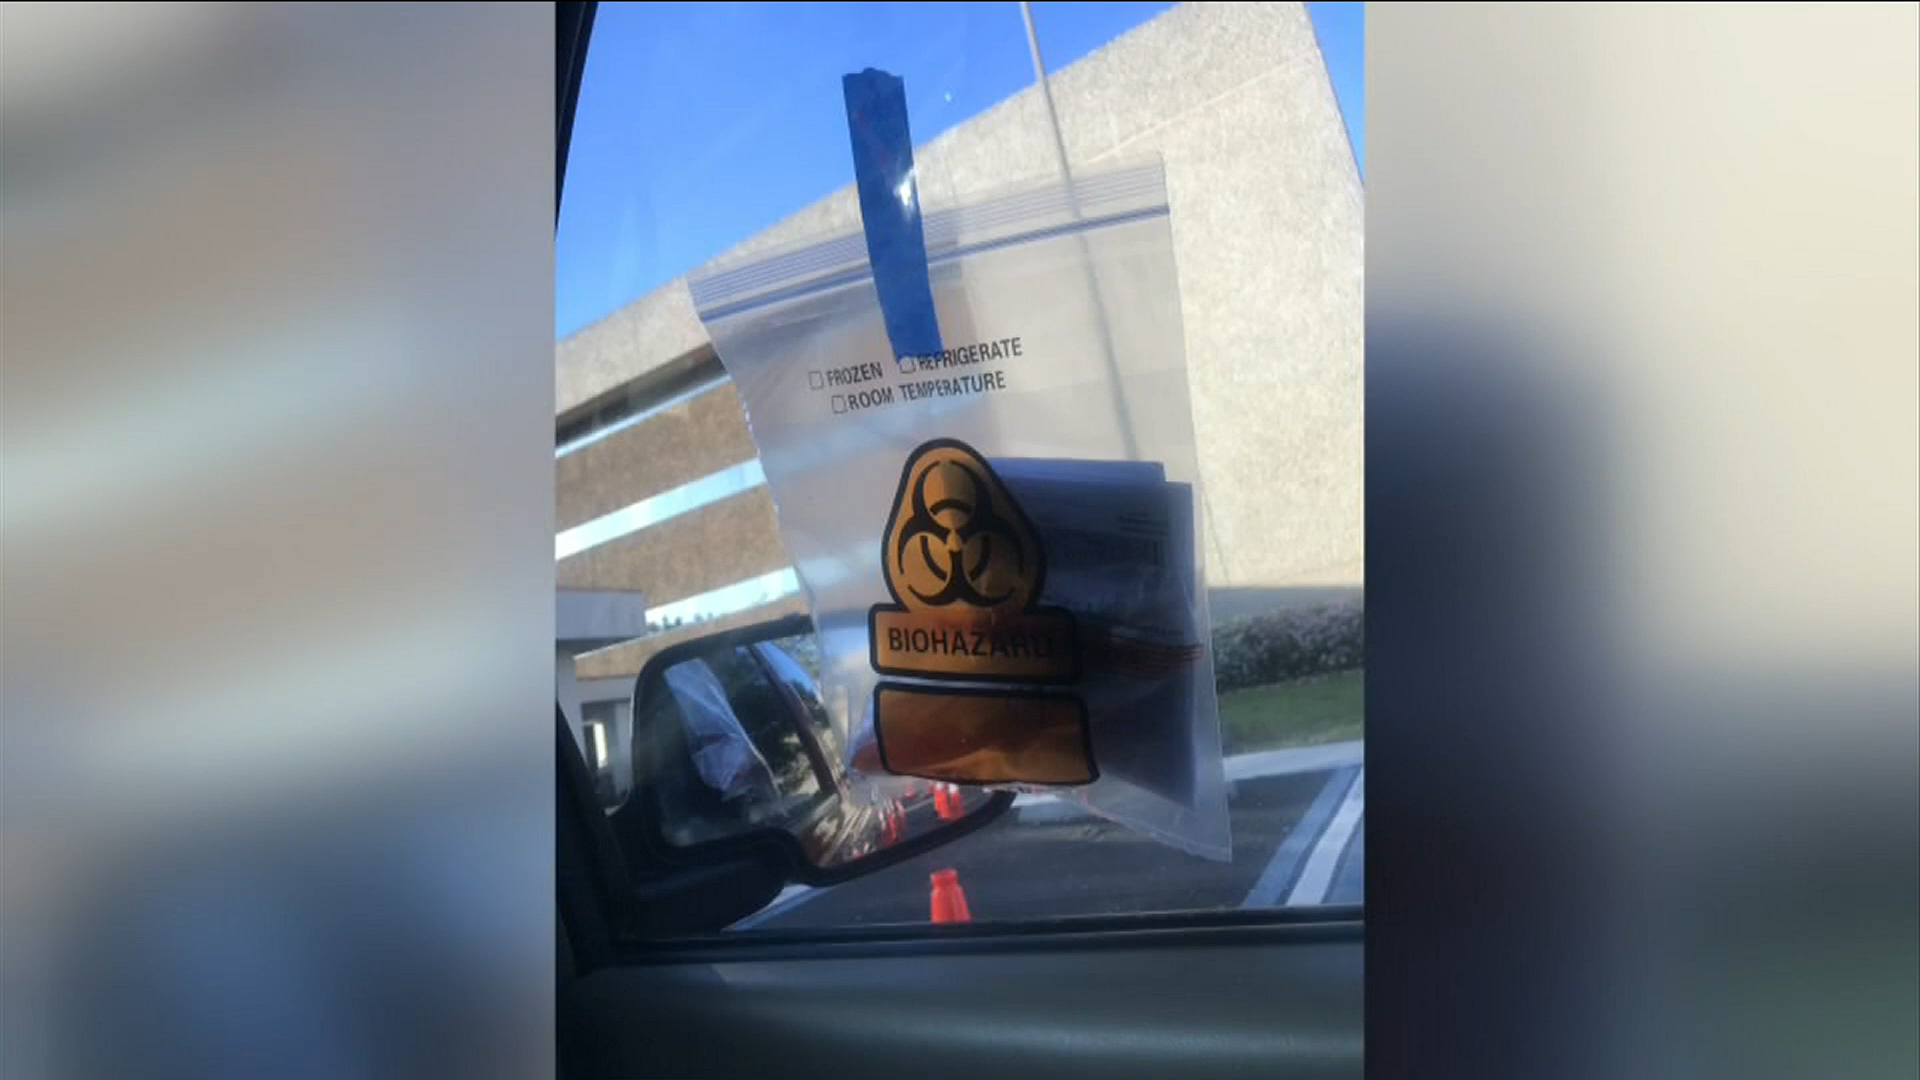 ☐ FROZEN ☐ REFRIGERATE
☐ ROOM TEMPERATURE
BIOHAZARD